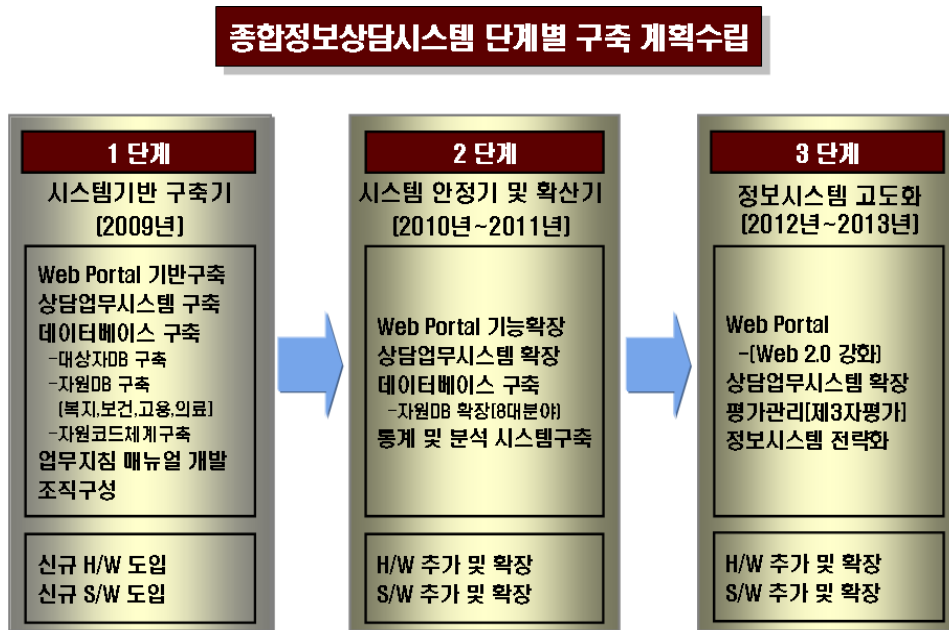 종합정보상담시스템 단계별 구축 계획수립
1 단계
시스템기반 구축기
(2009년)
Web Portal 기반구축
상담업무시스템 구축
데이터베이스 구축
-대상자DB 구축
-자원DB 구축
(복지,보건,고용,의료)
-자원코드체계구축
업무지침 매뉴얼 개발
조직구성
신규 H/W 도입
신규 S/W 도입
2 단계
시스템 안정기 및 확산기
(2010년~2011년)
Web Portal 기능확장
상담업무시스템 확장
데이터베이스 구축
-자원DB 확장(8대분야)
통계 및 분석 시스템구축
H/W 추가 및 확장
S/W 추가 및 확장
3 단계
정보시스템 고도화
(2012년~2013년)
Web Portal
-(Web 2.0 강화)
상담업무시스템 확장
평가관리(제3자평가)
정보시스템 전략화
H/W 추가 및 확장
S/W 추가 및 확장